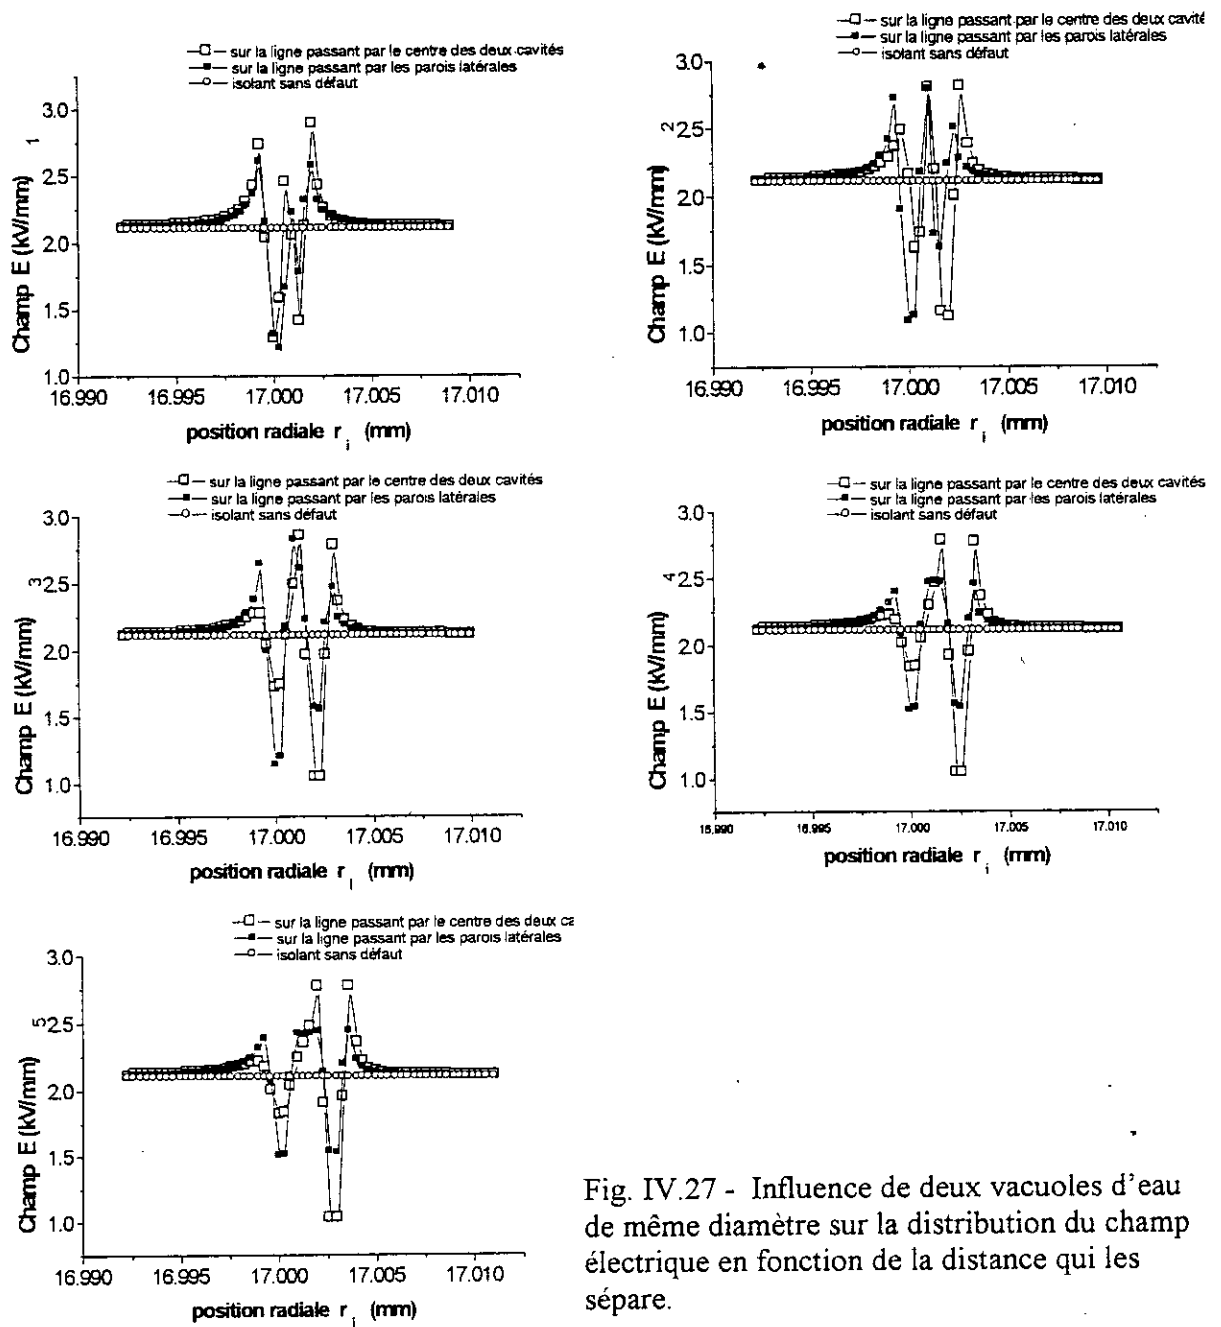 sur la ligne passant par le centre des deux cavités
sur la ligne passant par les parois latérales
isolant sans défaut
1
Champ E (kV/mm)
3.0
2.5
2.0
1.5
1.0
16.990 16.995 17.000 17.005 17.010
position radiale r i (mm)
sur la ligne passant par le centre des deux cavité
sur la ligne passant par les parois latérales
isolant sans défaut
2
Champ E (kV/mm)
3.0
2.5
2.0
1.5
1.0
16.990 16.995 17.000 17.005 17.010
position radiale r i (mm)
sur la ligne passant par le centre des deux cavités
sur la ligne passant par les parois latérales
isolant sans défaut
3
Champ E (kV/mm)
3.0
2.5
2.0
1.5
1.0
16.990 16.995 17.000 17.005 17.010
position radiale r i (mm)
sur la ligne passant par le centre des deux cavités
sur la ligne passant par les parois latérales
isolant sans défaut
4
Champ E (kV/mm)
3.0
2.5
2.0
1.5
1.0
16.990 16.995 17.000 17.005 17.010
position radiale r i (mm)
sur la ligne passant par le centre des deux ca
sur la ligne passant par les parois latérales
isolant sans défaut
5
Champ E (kV/mm)
3.0
2.5
2.0
1.5
1.0
16.990 16.995 17.000 17.005 17.010
position radiale r i (mm)
Fig. IV.27 - Influence de deux vacuoles d'eau
de même diamètre sur la distribution du champ
électrique en fonction de la distance qui les
sépare.